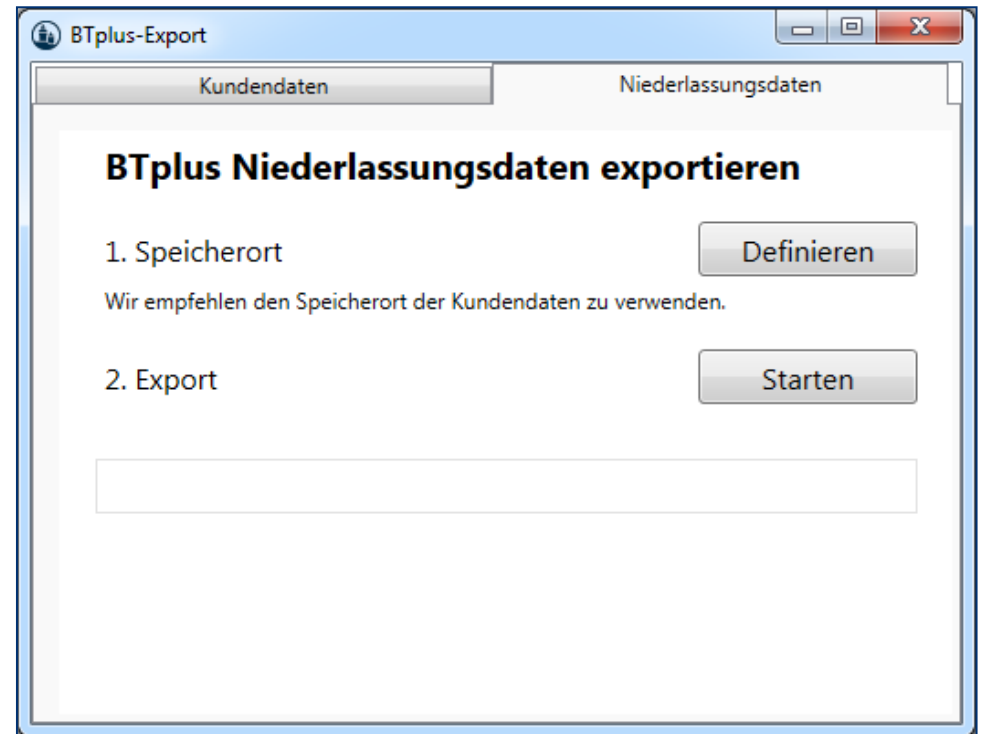 BTplus-Export
Kundendaten
Niederlassungsdaten
BTplus Niederlassungsdaten exportieren
1. Speicherort
Definieren
Wir empfehlen den Speicherort der Kundendaten zu verwenden.
2. Export
Starten